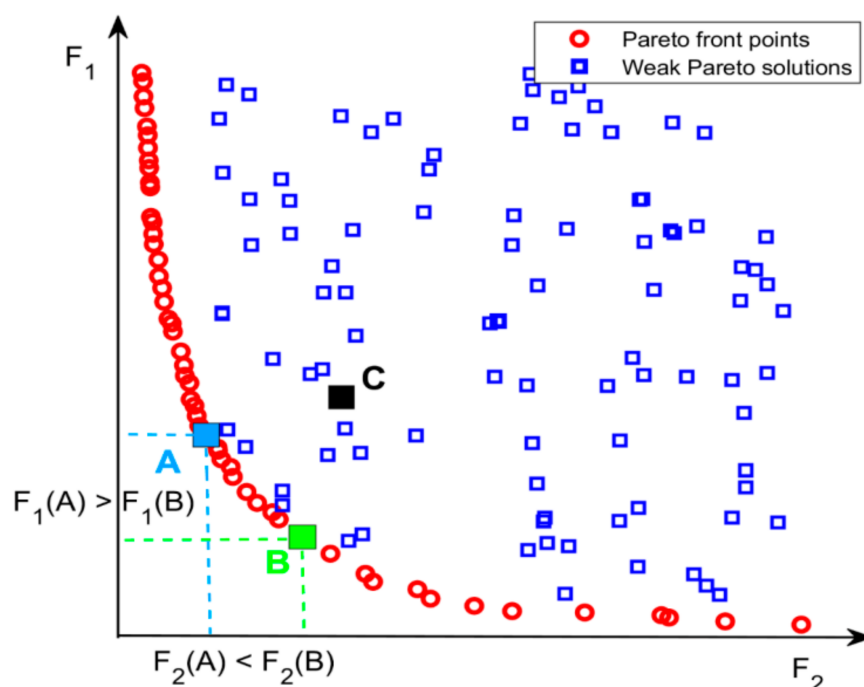 F₁
Pareto front points
Weak Pareto solutions
C
A
F₁(A) > F₁(B)
B
F₂(A) < F₂(B)
F₂